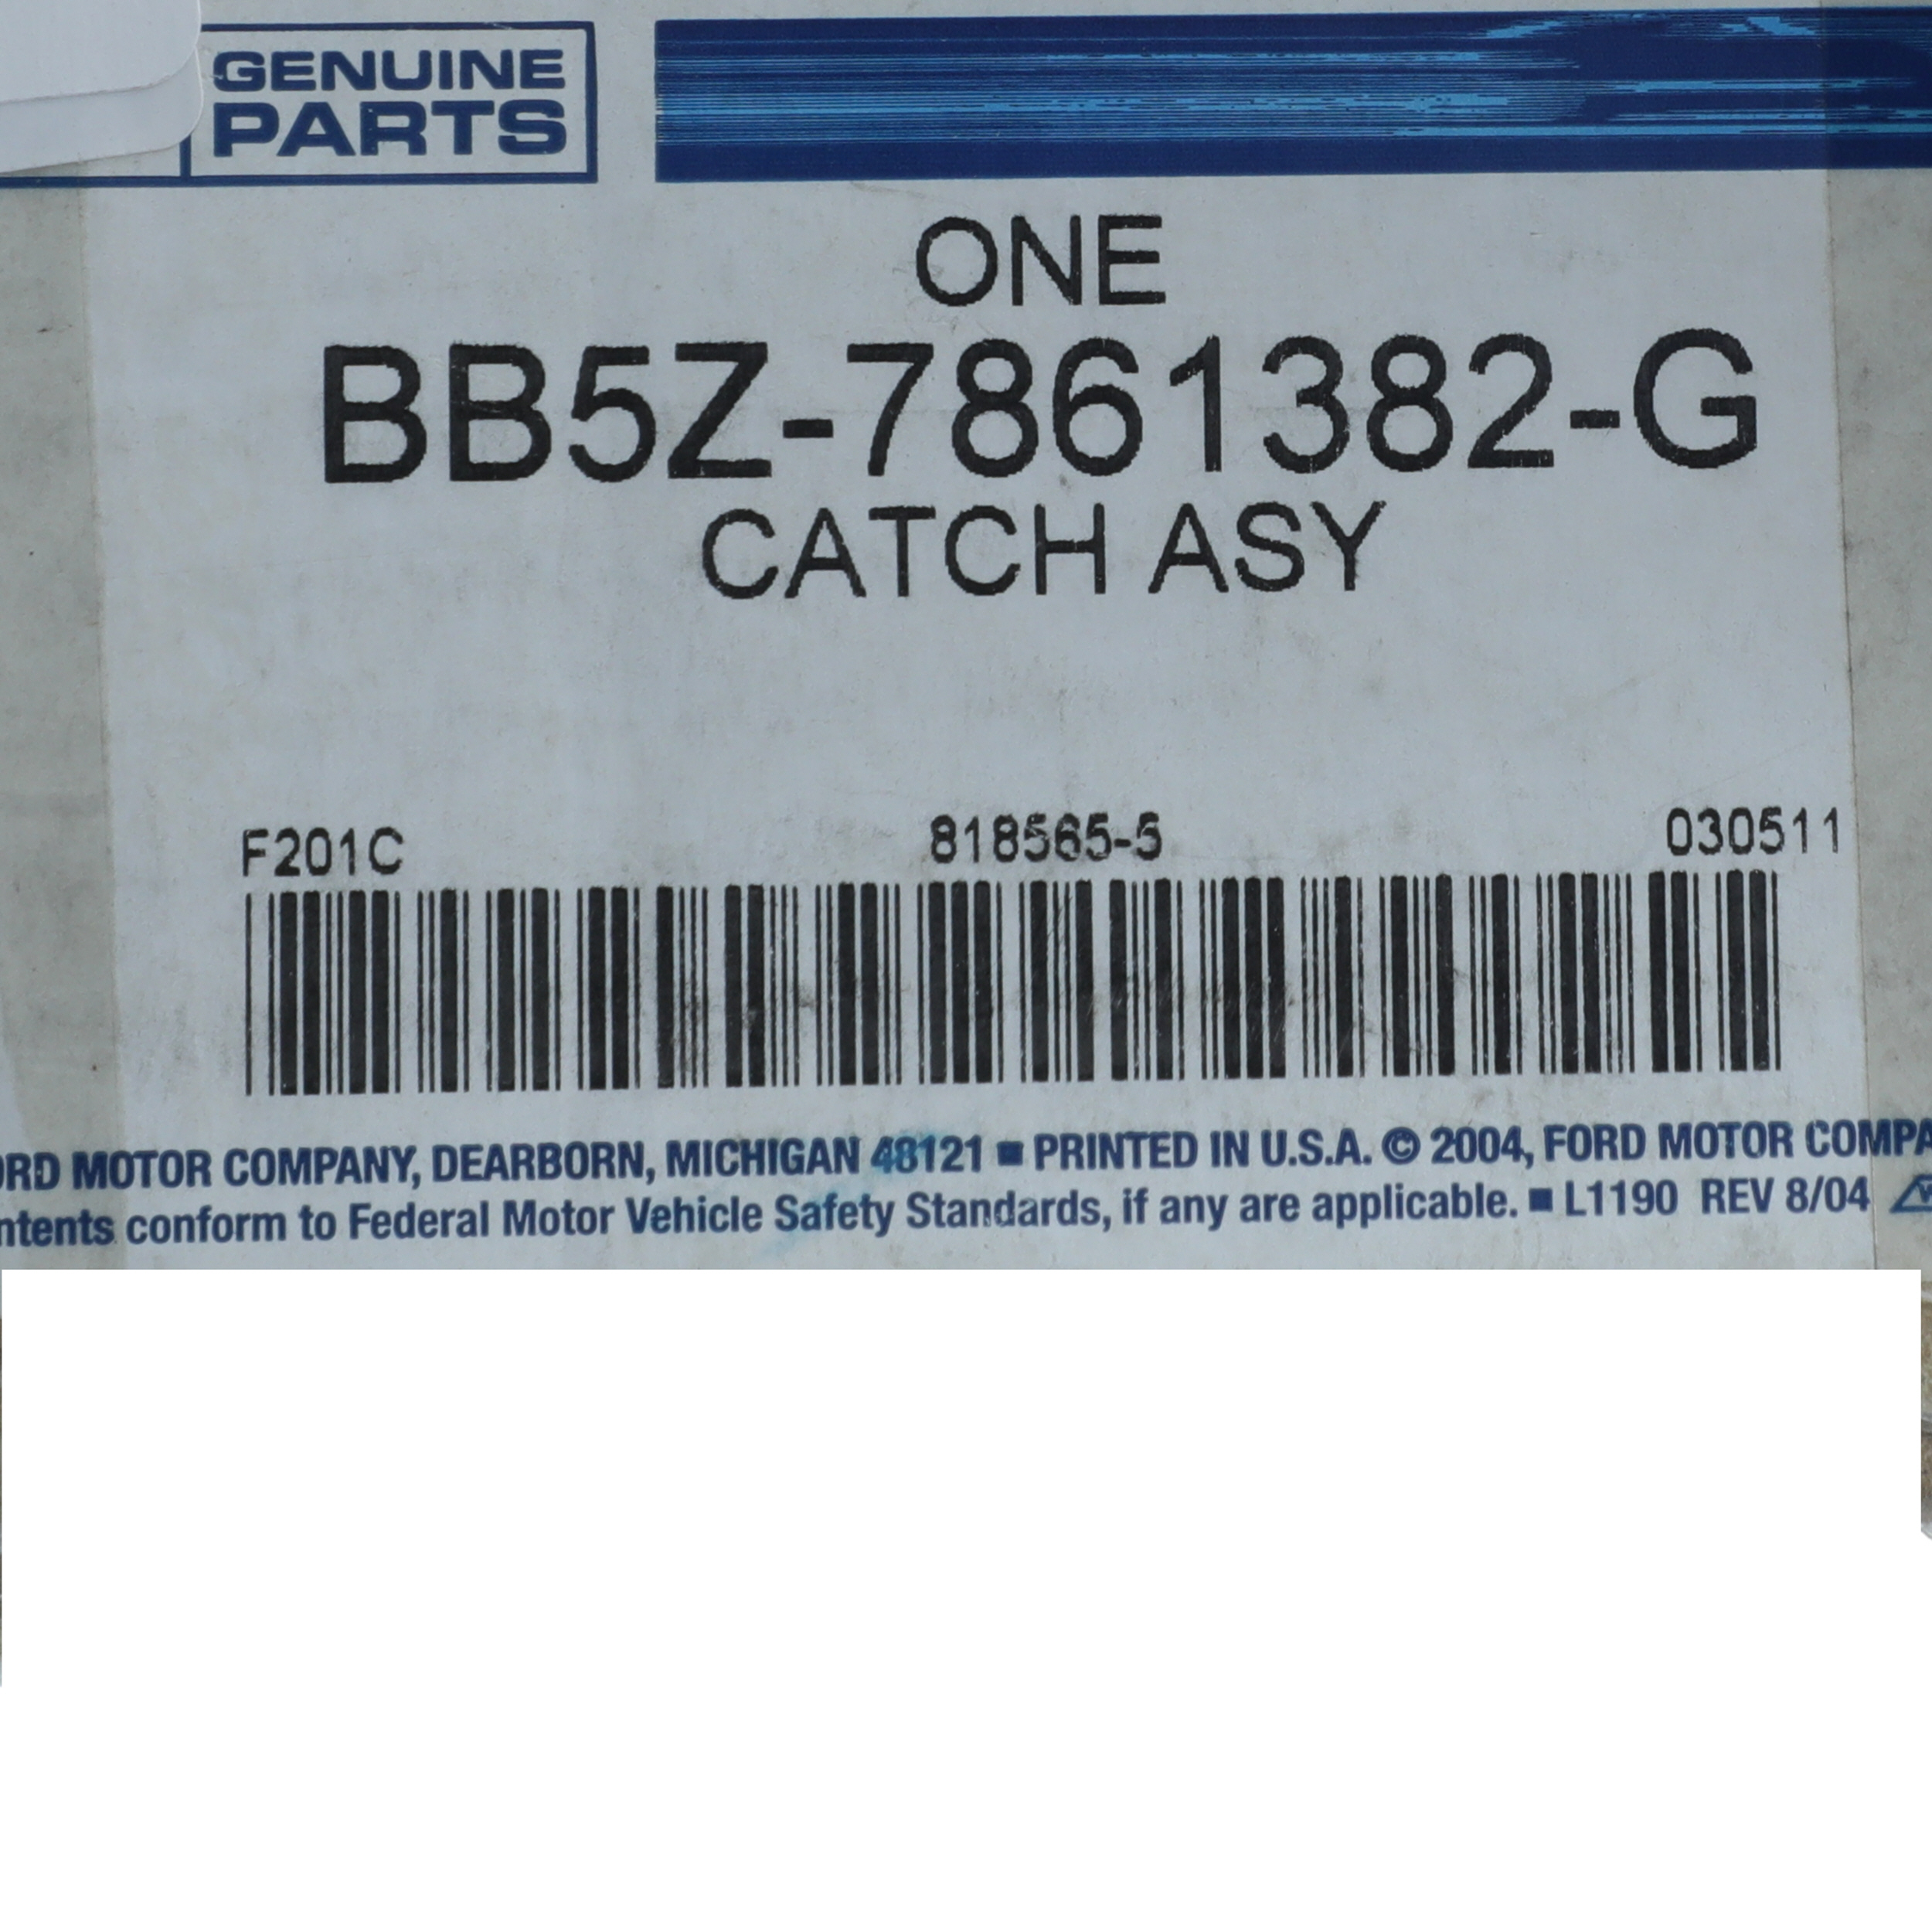 GENUINE
PARTS
ONE
BB5Z-7861382-G
CATCH ASY
F201C 818565-5 030511
ORD MOTOR COMPANY, DEARBORN, MICHIGAN 48121 ■ PRINTED IN U.S.A. © 2004, FORD MOTOR COMPA
ntents conform to Federal Motor Vehicle Safety Standards, if any are applicable. ■ L1190 REV 8/04